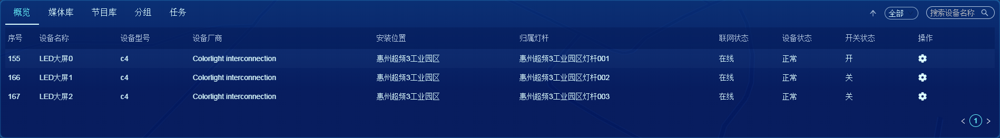 概览 媒体库 节目库 分组 任务 全部 搜索设备名称
序号 设备名称 设备型号 设备厂商 安装位置 归属灯杆 联网状态 设备状态 开关状态 操作
155 LED大屏0 c4 Colorlight interconnection 惠州超频3工业园区 惠州超频3工业园区灯杆001 在线 正常 开
166 LED大屏1 c4 Colorlight interconnection 惠州超频3工业园区 惠州超频3工业园区灯杆002 在线 正常 关
167 LED大屏2 c4 Colorlight interconnection 惠州超频3工业园区 惠州超频3工业园区灯杆003 在线 正常 关
< 1 >